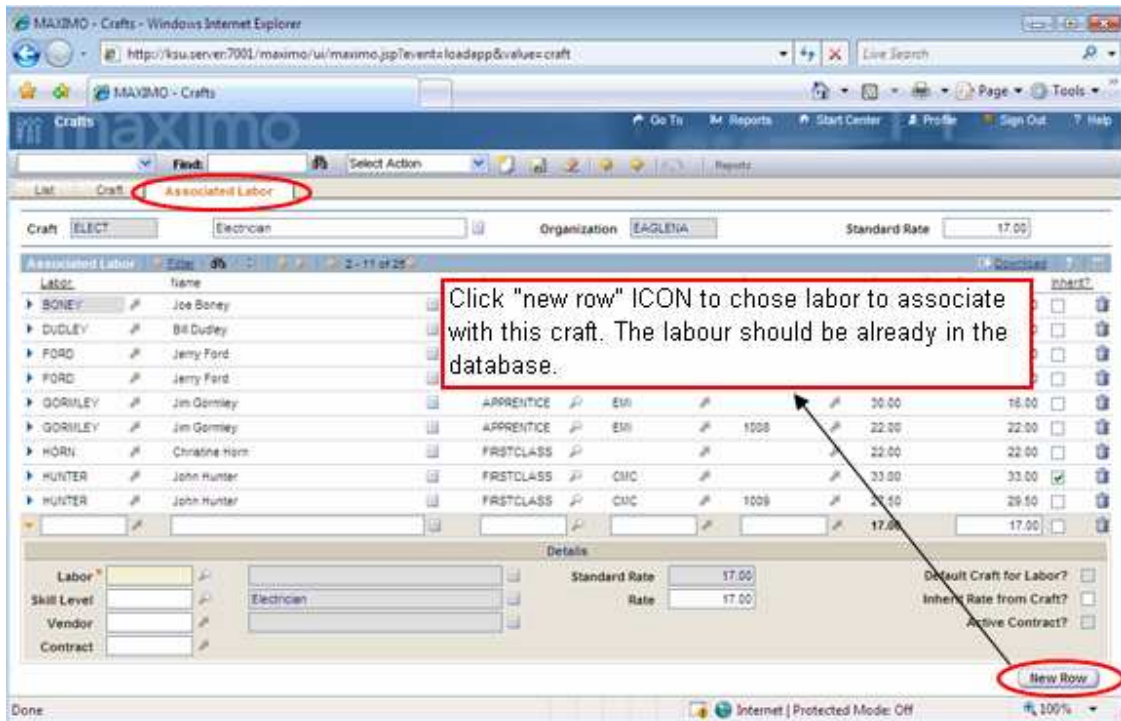 MAXIMO - Crafts - Windows Internet Explorer
http://ksu.server:7001/maximo/ui/maximo.jsp?event=loadapp&value=craft Live Search
MAXIMO - Crafts Page Tools
Crafts maximo Go To Reports Start Center Profile Sign Out ? Help
Find: Select Action Reports
List Craft Associated Labor
Craft ELECT Electrician Organization EAGLENA Standard Rate 17.00
Associated Labor Filter 2 - 11 of 25 Download ?
Labor Name Inherit?
BONEY Joe Boney
DUDLEY Bill Dudley
FORD Jerry Ford
FORD Jerry Ford
Click "new row" ICON to chose labor to associate
with this craft. The labour should be already in the
database.
GORMLEY Jim Gormley APPRENTICE EMI 30.00 16.00
GORMLEY Jim Gormley APPRENTICE EMI 1008 22.00 22.00
HORN Christine Horn FIRSTCLASS 22.00 22.00
HUNTER John Hunter FIRSTCLASS CMC 33.00 33.00
HUNTER John Hunter FIRSTCLASS CMC 1009 27.50 29.50
17.00 17.00
Details
Labor * Standard Rate 17.00 Default Craft for Labor?
Skill Level Electrician Rate 17.00 Inherit Rate from Craft?
Vendor Active Contract?
Contract
New Row
Done Internet | Protected Mode: Off 100%